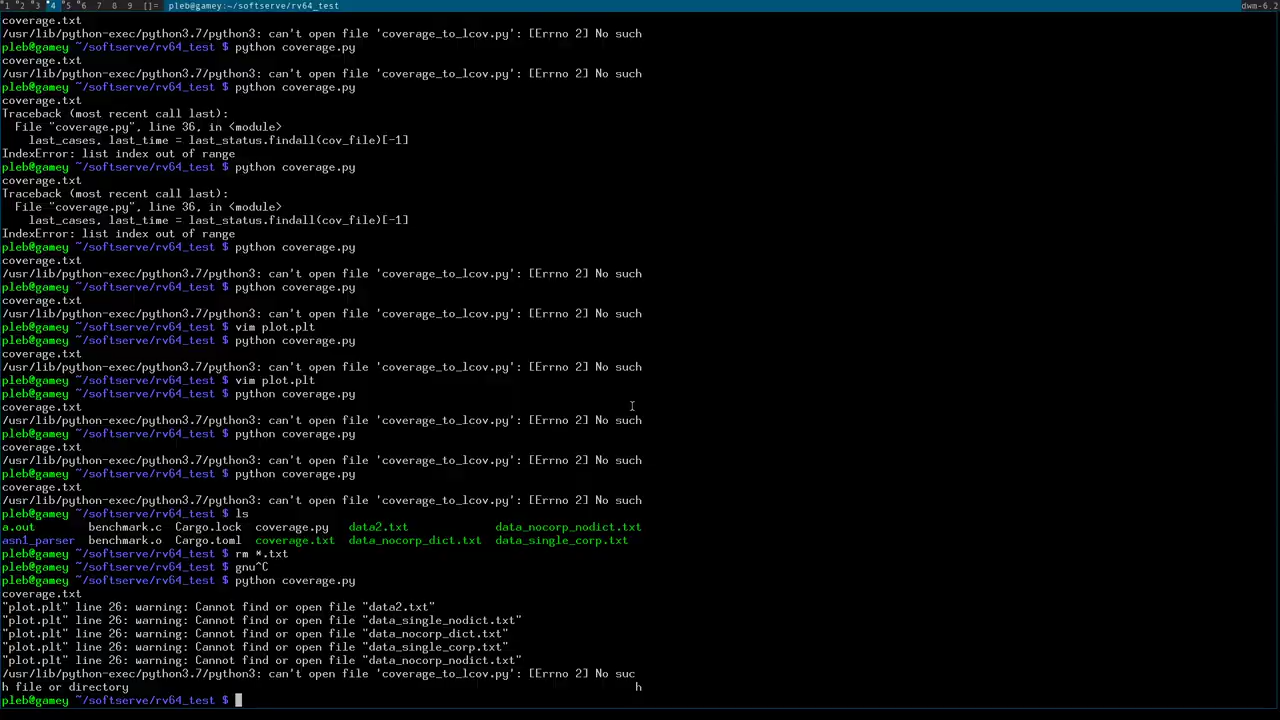 1 2 3 4 5 6 7 8 9 []= pleb@gamey:~/softserve/rv64_test dwm-6.2
coverage.txt
/usr/lib/python-exec/python3.7/python3: can't open file 'coverage_to_lcov.py': [Errno 2] No such
pleb@gamey ~/softserve/rv64_test $ python coverage.py
coverage.txt
/usr/lib/python-exec/python3.7/python3: can't open file 'coverage_to_lcov.py': [Errno 2] No such
pleb@gamey ~/softserve/rv64_test $ python coverage.py
coverage.txt
Traceback (most recent call last):
  File "coverage.py", line 36, in <module>
    last_cases, last_time = last_status.findall(cov_file)[-1]
IndexError: list index out of range
pleb@gamey ~/softserve/rv64_test $ python coverage.py
coverage.txt
Traceback (most recent call last):
  File "coverage.py", line 36, in <module>
    last_cases, last_time = last_status.findall(cov_file)[-1]
IndexError: list index out of range
pleb@gamey ~/softserve/rv64_test $ python coverage.py
coverage.txt
/usr/lib/python-exec/python3.7/python3: can't open file 'coverage_to_lcov.py': [Errno 2] No such
pleb@gamey ~/softserve/rv64_test $ python coverage.py
coverage.txt
/usr/lib/python-exec/python3.7/python3: can't open file 'coverage_to_lcov.py': [Errno 2] No such
pleb@gamey ~/softserve/rv64_test $ vim plot.plt
pleb@gamey ~/softserve/rv64_test $ python coverage.py
coverage.txt
/usr/lib/python-exec/python3.7/python3: can't open file 'coverage_to_lcov.py': [Errno 2] No such
pleb@gamey ~/softserve/rv64_test $ vim plot.plt
pleb@gamey ~/softserve/rv64_test $ python coverage.py
coverage.txt
/usr/lib/python-exec/python3.7/python3: can't open file 'coverage_to_lcov.py': [Errno 2] No such
pleb@gamey ~/softserve/rv64_test $ python coverage.py
coverage.txt
/usr/lib/python-exec/python3.7/python3: can't open file 'coverage_to_lcov.py': [Errno 2] No such
pleb@gamey ~/softserve/rv64_test $ python coverage.py
coverage.txt
/usr/lib/python-exec/python3.7/python3: can't open file 'coverage_to_lcov.py': [Errno 2] No such
pleb@gamey ~/softserve/rv64_test $ ls
a.out benchmark.c Cargo.lock coverage.py data2.txt data_nocorp_nodict.txt
asn1_parser benchmark.o Cargo.toml coverage.txt data_nocorp_dict.txt data_single_corp.txt
pleb@gamey ~/softserve/rv64_test $ rm *.txt
pleb@gamey ~/softserve/rv64_test $ gnu^C
pleb@gamey ~/softserve/rv64_test $ python coverage.py
coverage.txt
"plot.plt" line 26: warning: Cannot find or open file "data2.txt"
"plot.plt" line 26: warning: Cannot find or open file "data_single_nodict.txt"
"plot.plt" line 26: warning: Cannot find or open file "data_nocorp_dict.txt"
"plot.plt" line 26: warning: Cannot find or open file "data_single_corp.txt"
"plot.plt" line 26: warning: Cannot find or open file "data_nocorp_nodict.txt"
/usr/lib/python-exec/python3.7/python3: can't open file 'coverage_to_lcov.py': [Errno 2] No suc
h file or directory h
pleb@gamey ~/softserve/rv64_test $